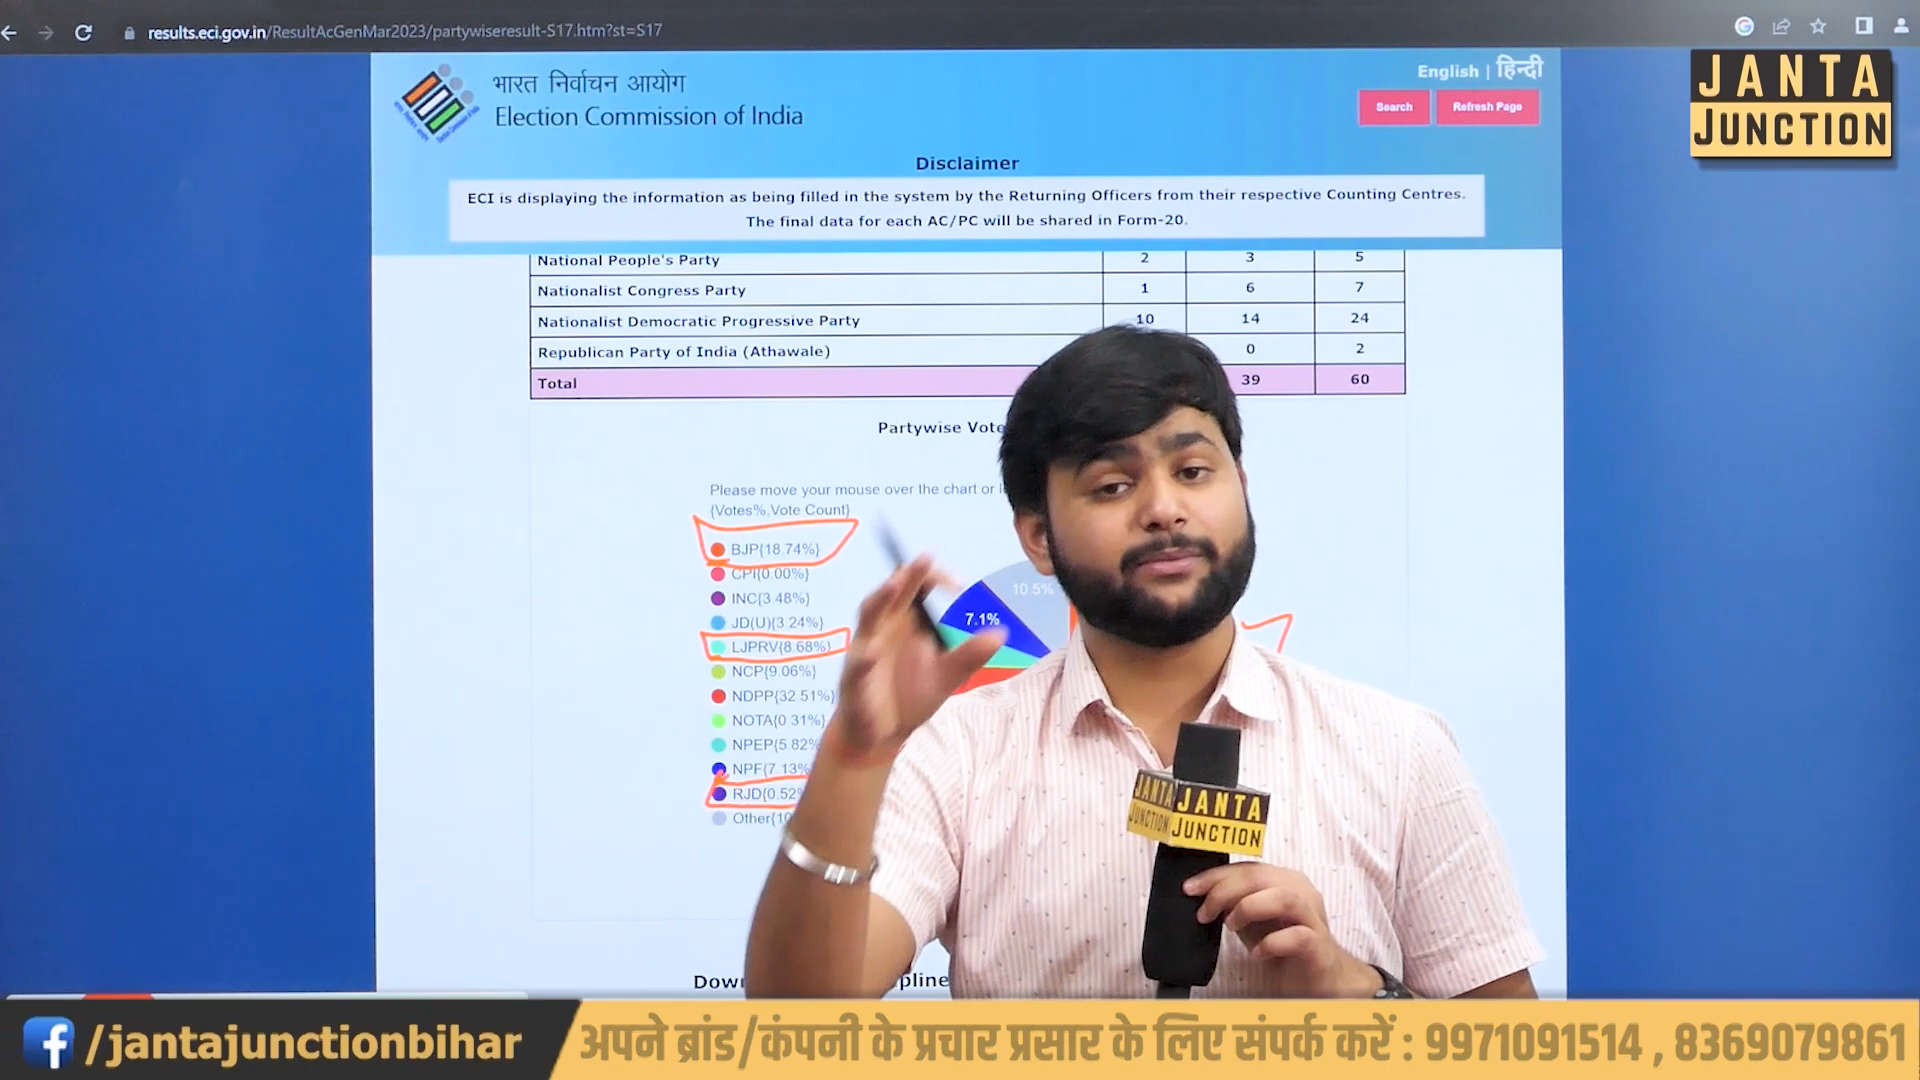 results.eci.gov.in/ResultAcGenMar2023/partywiseresult-S17.htm?st=S17
JANTA
JUNCTION
भारत निर्वाचन आयोग
Election Commission of India
English | हिन्दी
Search
Refresh Page
Disclaimer
ECI is displaying the information as being filled in the system by the Returning Officers from their respective Counting Centres.
The final data for each AC/PC will be shared in Form-20.
National People's Party 2 3 5
Nationalist Congress Party 1 6 7
Nationalist Democratic Progressive Party 10 14 24
Republican Party of India (Athawale) 0 2
Total 39 60
Partywise Vote
Please move your mouse over the chart or
{Votes%,Vote Count}
BJP{18.74%}
CPI{0.00%}
INC{3.48%}
JD(U){3.24%}
LJPRV{8.68%}
NCP{9.06%}
NDPP{32.51%}
NOTA{0.31%}
NPEP{5.82%
NPF{7.13%
RJD{0.52%
Other{10
10.5%
7.1%
JANTA
JUNCTION
JANTA
JUNCTION
/jantajunctionbihar
अपने ब्रांड/कंपनी के प्रचार प्रसार के लिए संपर्क करें : 9971091514 , 8369079861